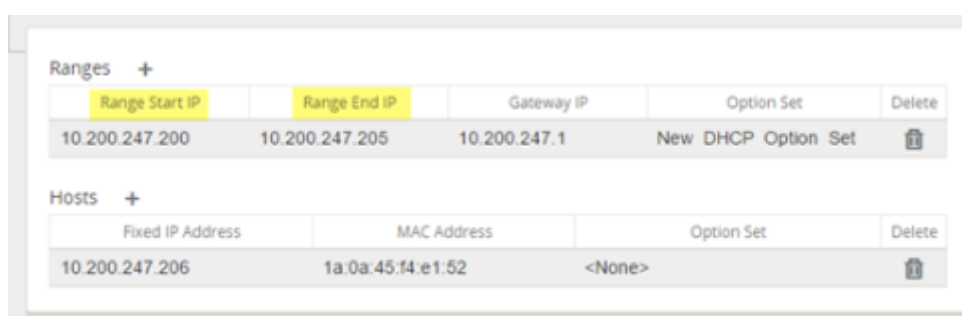 Ranges +
Range Start IP Range End IP Gateway IP Option Set Delete
10.200.247.200 10.200.247.205 10.200.247.1 New DHCP Option Set
Hosts +
Fixed IP Address MAC Address Option Set Delete
10.200.247.206 1a:0a:45:f4:e1:52 <None>